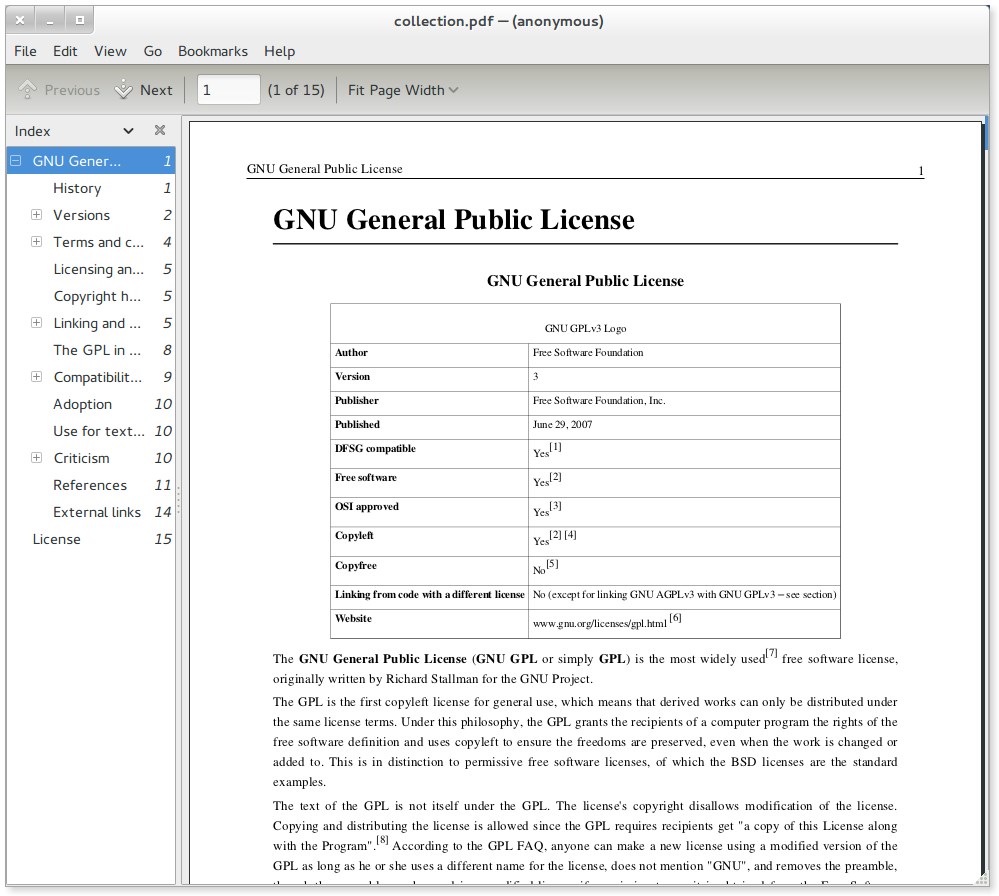 collection.pdf — (anonymous)
File Edit View Go Bookmarks Help
Previous Next 1 (1 of 15) Fit Page Width
Index
GNU Gener... 1
History 1
Versions 2
Terms and c... 4
Licensing an... 5
Copyright h... 5
Linking and ... 5
The GPL in ... 8
Compatibilit... 9
Adoption 10
Use for text... 10
Criticism 10
References 11
External links 14
License 15
GNU General Public License 1
GNU General Public License
GNU General Public License
GNU GPLv3 Logo
Author Free Software Foundation
Version 3
Publisher Free Software Foundation, Inc.
Published June 29, 2007
DFSG compatible Yes[1]
Free software Yes[2]
OSI approved Yes[3]
Copyleft Yes[2] [4]
Copyfree No[5]
Linking from code with a different license No (except for linking GNU AGPLv3 with GNU GPLv3 – see section)
Website www.gnu.org/licenses/gpl.html [6]
The GNU General Public License (GNU GPL or simply GPL) is the most widely used[7] free software license,
originally written by Richard Stallman for the GNU Project.
The GPL is the first copyleft license for general use, which means that derived works can only be distributed under
the same license terms. Under this philosophy, the GPL grants the recipients of a computer program the rights of the
free software definition and uses copyleft to ensure the freedoms are preserved, even when the work is changed or
added to. This is in distinction to permissive free software licenses, of which the BSD licenses are the standard
examples.
The text of the GPL is not itself under the GPL. The license's copyright disallows modification of the license.
Copying and distributing the license is allowed since the GPL requires recipients get "a copy of this License along
with the Program".[8] According to the GPL FAQ, anyone can make a new license using a modified version of the
GPL as long as he or she uses a different name for the license, does not mention "GNU", and removes the preamble,